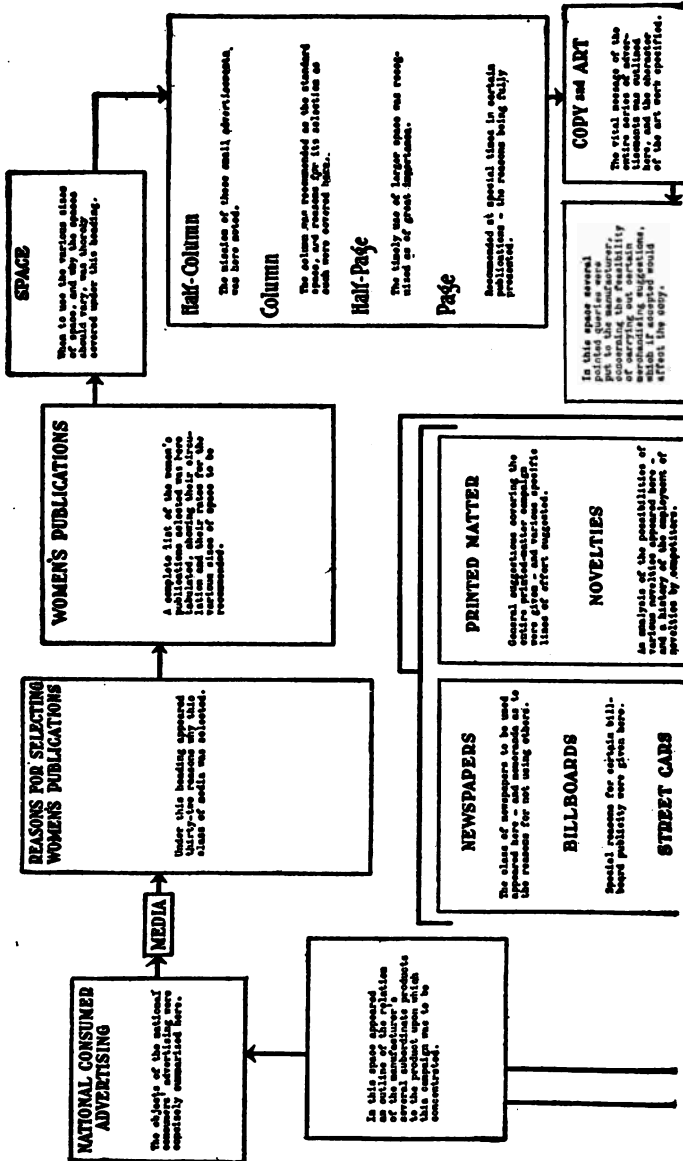 In this space appeared
an outline of the relation
of the manufacturer's
several subordinate products
to the product upon which
this campaign was to be
concentrated.
NATIONAL CONSUMER
ADVERTISING
The objects of the national
consumers' advertising were
concisely summarized here.
MEDIA
REASONS FOR SELECTING
WOMEN'S PUBLICATIONS
Under this heading appeared
thirty-two reasons why this
class of media was selected.
WOMEN'S PUBLICATIONS
A complete list of the women's
publications selected was here
tabulated, showing their circu-
lation and their rates for the
various sizes of space to be
recommended.
SPACE
When to use the various sizes
of space, and why the spaces
should vary, was thereby
covered under this heading.
Half-Column
The mission of these small advertisements
was here noted.
Column
The column was recommended as the standard
space, and reasons for its selection as
such were covered here.
Half-Page
The timely use of larger space was recog-
nized as of great importance.
Page
Recommended at special times in certain
publications - the reasons being fully
presented.
COPY and ART
The vital message of the
entire series of adver-
tisements was outlined
here, and the character
of the art were specified.
In this space several
pointed queries were
put to the manufacturer,
concerning the feasibility
of carrying out certain
merchandising suggestions,
which if accepted would
affect the copy.
NEWSPAPERS
The class of newspapers to be used
appeared here - and memoranda as to
the reasons for not using others.
BILLBOARDS
Special reasons for certain bill-
board publicity were given here.
STREET CARS
PRINTED MATTER
General suggestions covering the
entire printed-matter campaign
were given - and various specific
lines of effort suggested.
NOVELTIES
An analysis of the possibilities of
various novelties appeared here -
and a history of the employment of
novelties by competitors.